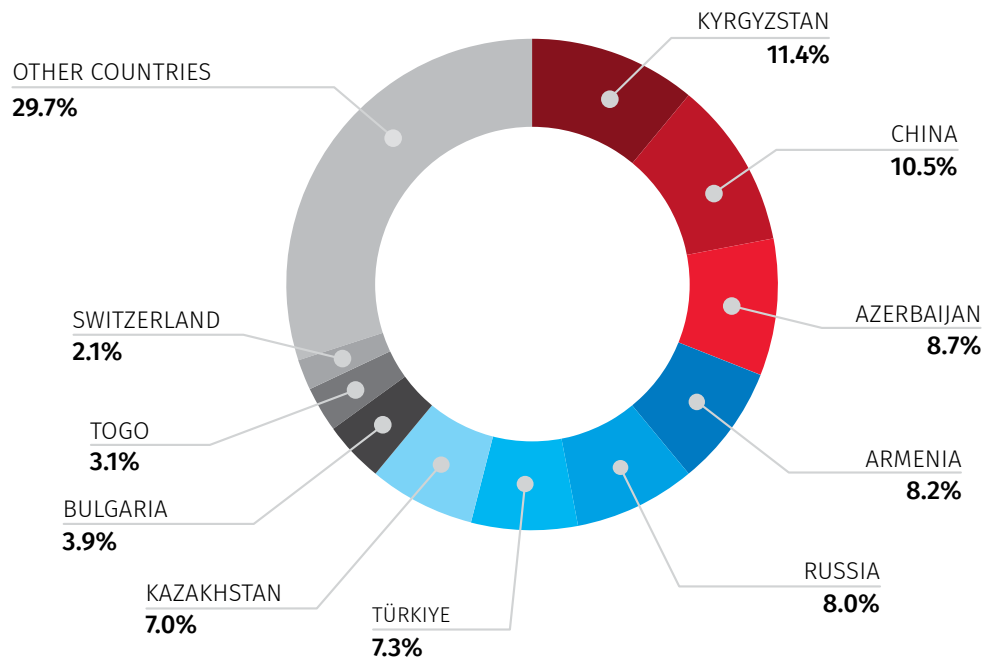 KYRGYZSTAN
11.4%
CHINA
10.5%
AZERBAIJAN
8.7%
ARMENIA
8.2%
RUSSIA
8.0%
TÜRKIYE
7.3%
KAZAKHSTAN
7.0%
BULGARIA
3.9%
TOGO
3.1%
SWITZERLAND
2.1%
OTHER COUNTRIES
29.7%